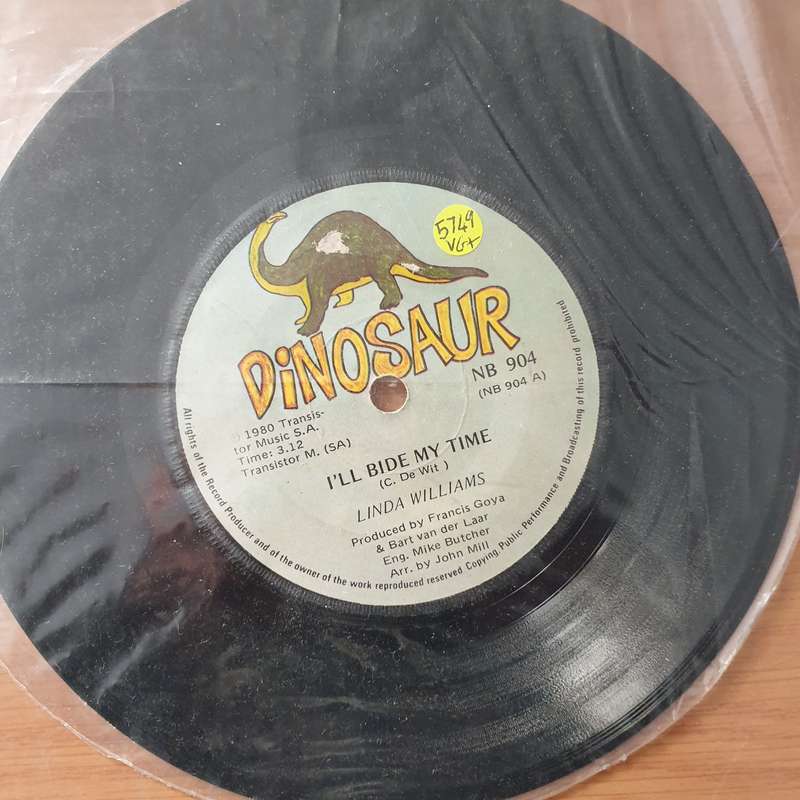 5749
VG+
DiNOSAUR
NB 904
(NB 904 A)
1980 Transis-
tor Music S.A.
Time: 3.12
Transistor M. (SA)
I'LL BIDE MY TIME
(C. De Wit )
LINDA WILLIAMS
Produced by Francis Goya
& Bart van der Laar
Eng. Mike Butcher
Arr. by John Mill
All rights of the Record Producer and of the owner of the work reproduced reserved Copying, Public Performance and Broadcasting of this record prohibited